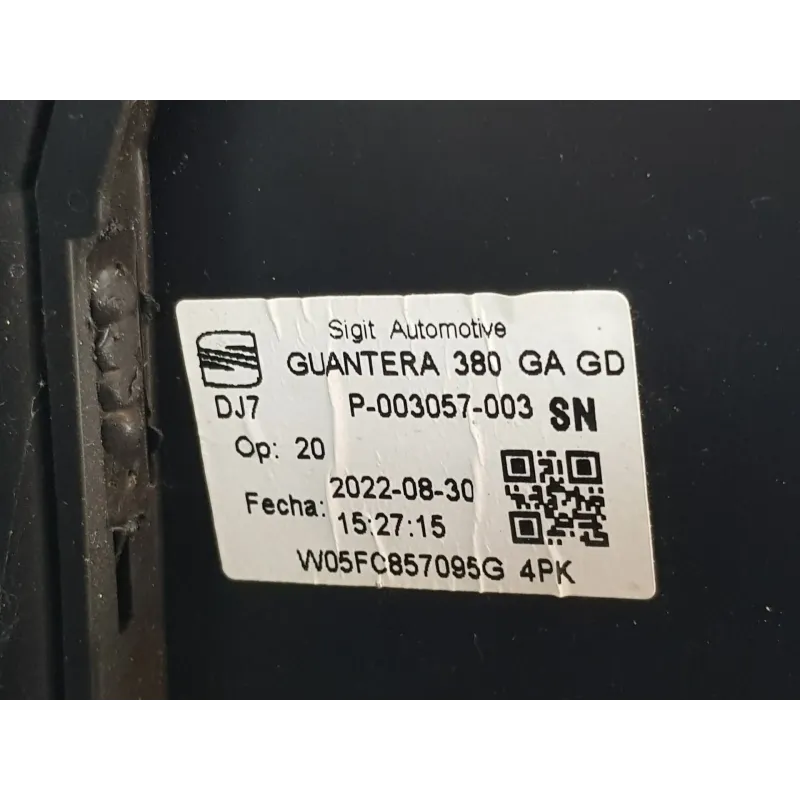 Sigit Automotive
GUANTERA 380 GA GD
DJ7 P-003057-003 SN
Op: 20
Fecha: 2022-08-30
15:27:15
W05FC857095G 4PK